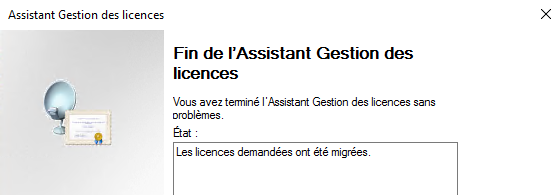 Assistant Gestion des licences
Fin de l'Assistant Gestion des
licences
Vous avez terminé l'Assistant Gestion des licences sans
problèmes.
État :
Les licences demandées ont été migrées.